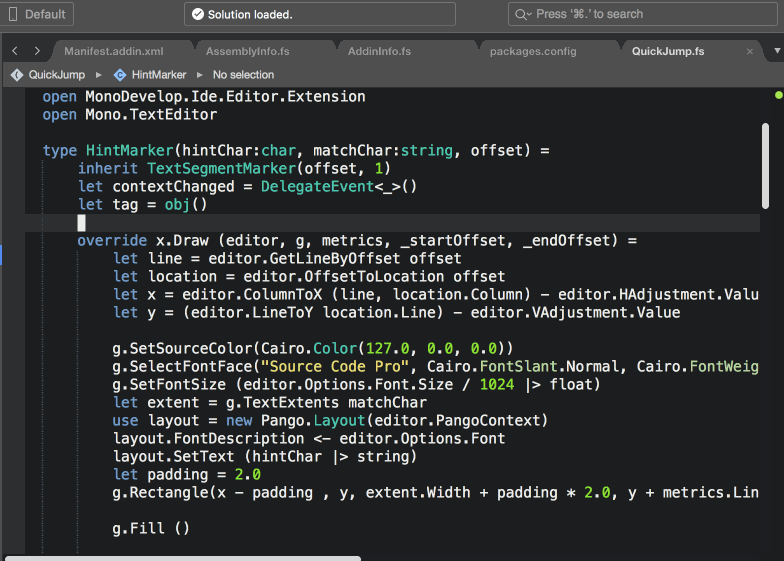 Default
Solution loaded.
Press '⌘.' to search
Manifest.addin.xml
AssemblyInfo.fs
AddinInfo.fs
packages.config
QuickJump.fs
QuickJump
C HintMarker
No selection
open MonoDevelop.Ide.Editor.Extension
open Mono.TextEditor
type HintMarker(hintChar:char, matchChar:string, offset) =
inherit TextSegmentMarker(offset, 1)
let contextChanged = DelegateEvent<_>()
let tag = obj()
override x.Draw (editor, g, metrics, _startOffset, _endOffset) =
let line = editor.GetLineByOffset offset
let location = editor.OffsetToLocation offset
let x = editor.ColumnToX (line, location.Column) - editor.HAdjustment.Valu
let y = (editor.LineToY location.Line) - editor.VAdjustment.Value
g.SetSourceColor(Cairo.Color(127.0, 0.0, 0.0))
g.SelectFontFace("Source Code Pro", Cairo.FontSlant.Normal, Cairo.FontWeig
g.SetFontSize (editor.Options.Font.Size / 1024 |> float)
let extent = g.TextExtents matchChar
use layout = new Pango.Layout(editor.PangoContext)
layout.FontDescription <- editor.Options.Font
layout.SetText (hintChar |> string)
let padding = 2.0
g.Rectangle(x - padding , y, extent.Width + padding * 2.0, y + metrics.Lin
g.Fill ()